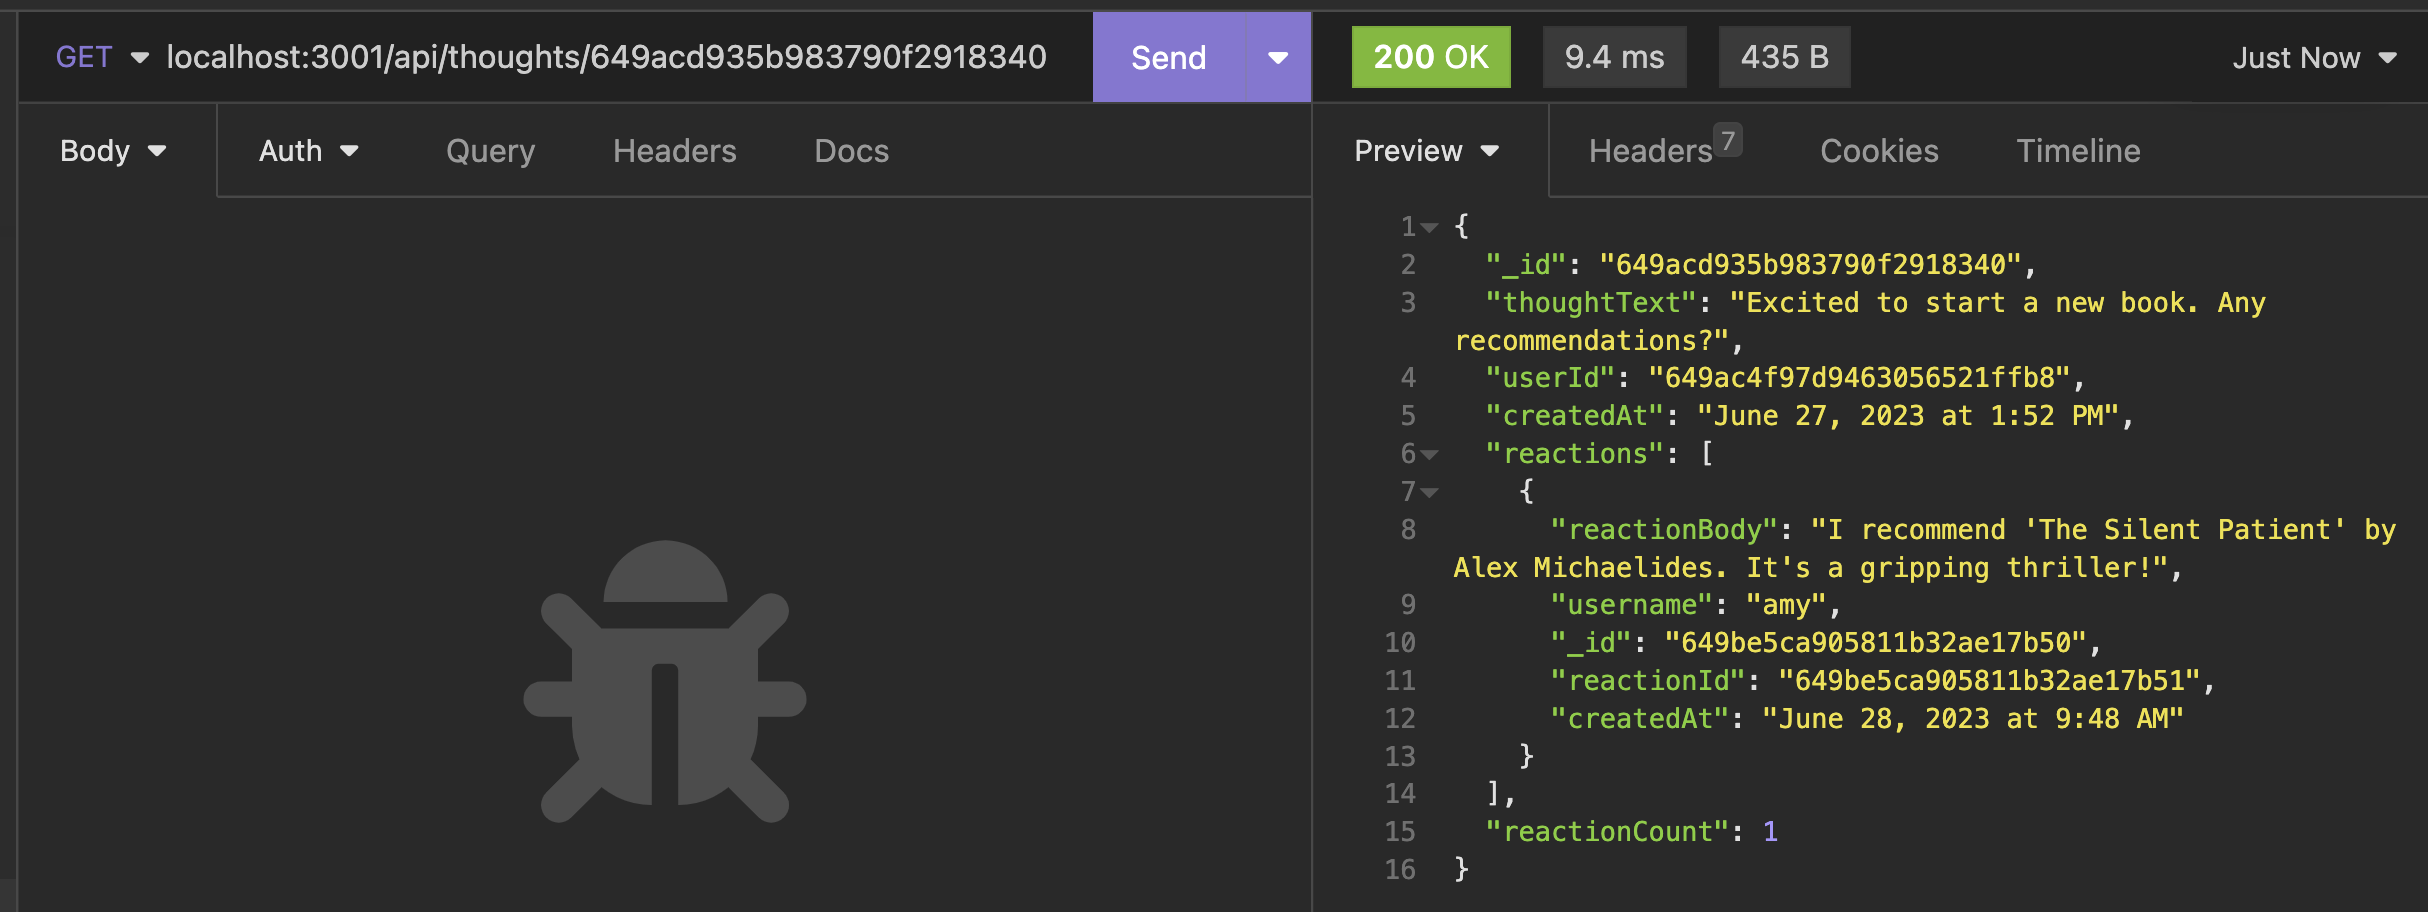 GET localhost:3001/api/thoughts/649acd935b983790f2918340 Send 200 OK 9.4 ms 435 B Just Now
Body Auth Query Headers Docs Preview Headers 7 Cookies Timeline
1 {
2 "_id": "649acd935b983790f2918340",
3 "thoughtText": "Excited to start a new book. Any
recommendations?",
4 "userId": "649ac4f97d9463056521ffb8",
5 "createdAt": "June 27, 2023 at 1:52 PM",
6 "reactions": [
7 {
8 "reactionBody": "I recommend 'The Silent Patient' by
Alex Michaelides. It's a gripping thriller!",
9 "username": "amy",
10 "_id": "649be5ca905811b32ae17b50",
11 "reactionId": "649be5ca905811b32ae17b51",
12 "createdAt": "June 28, 2023 at 9:48 AM"
13 }
14 ],
15 "reactionCount": 1
16 }